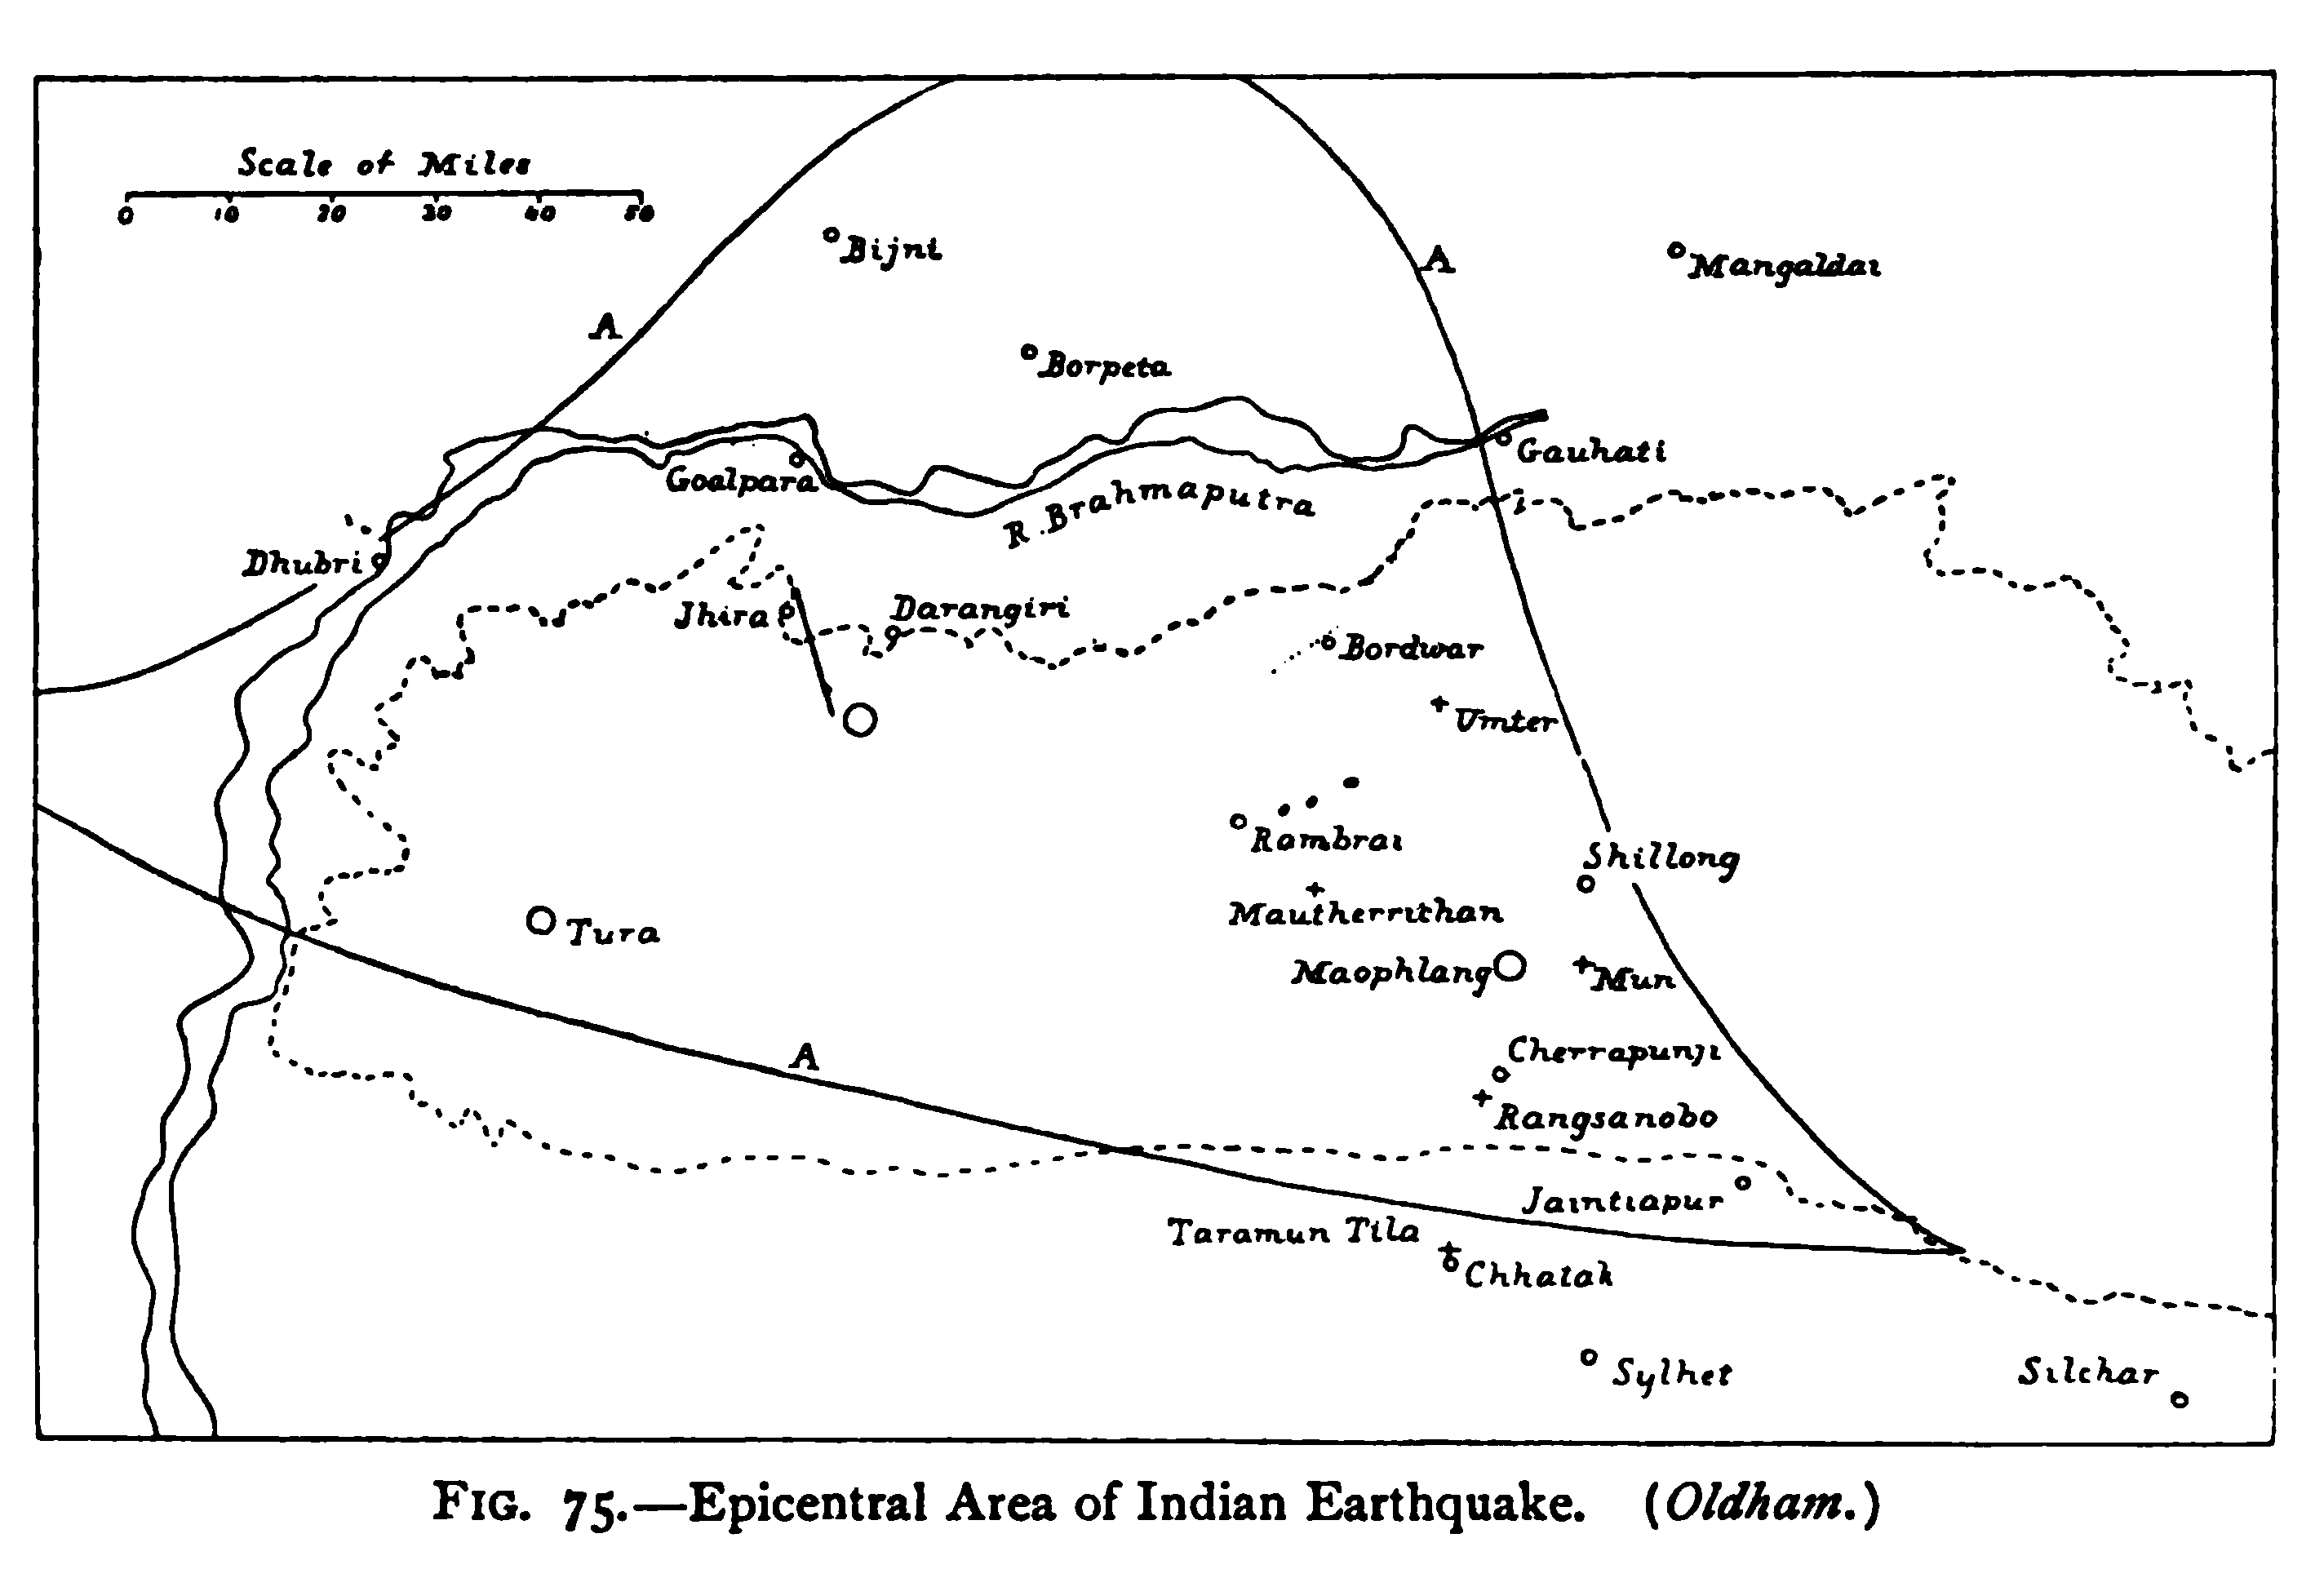 Scale of Miles
0 10 20 30 40 50
Bijni
A
Mangaldai
A
Borpeta
Gauhati
Goalpara
R. Brahmaputra
Dhubri
Jhira
Darangiri
Bordwar
Umter
Rambrai
Shillong
Mautherrithan
Tura
Maophlang
Mun
A
Cherrapunji
Rangsanobo
Jaintiapur
Taramun Tila
Chhatak
Sylhet
Silchar
FIG. 75.—Epicentral Area of Indian Earthquake. (Oldham.)